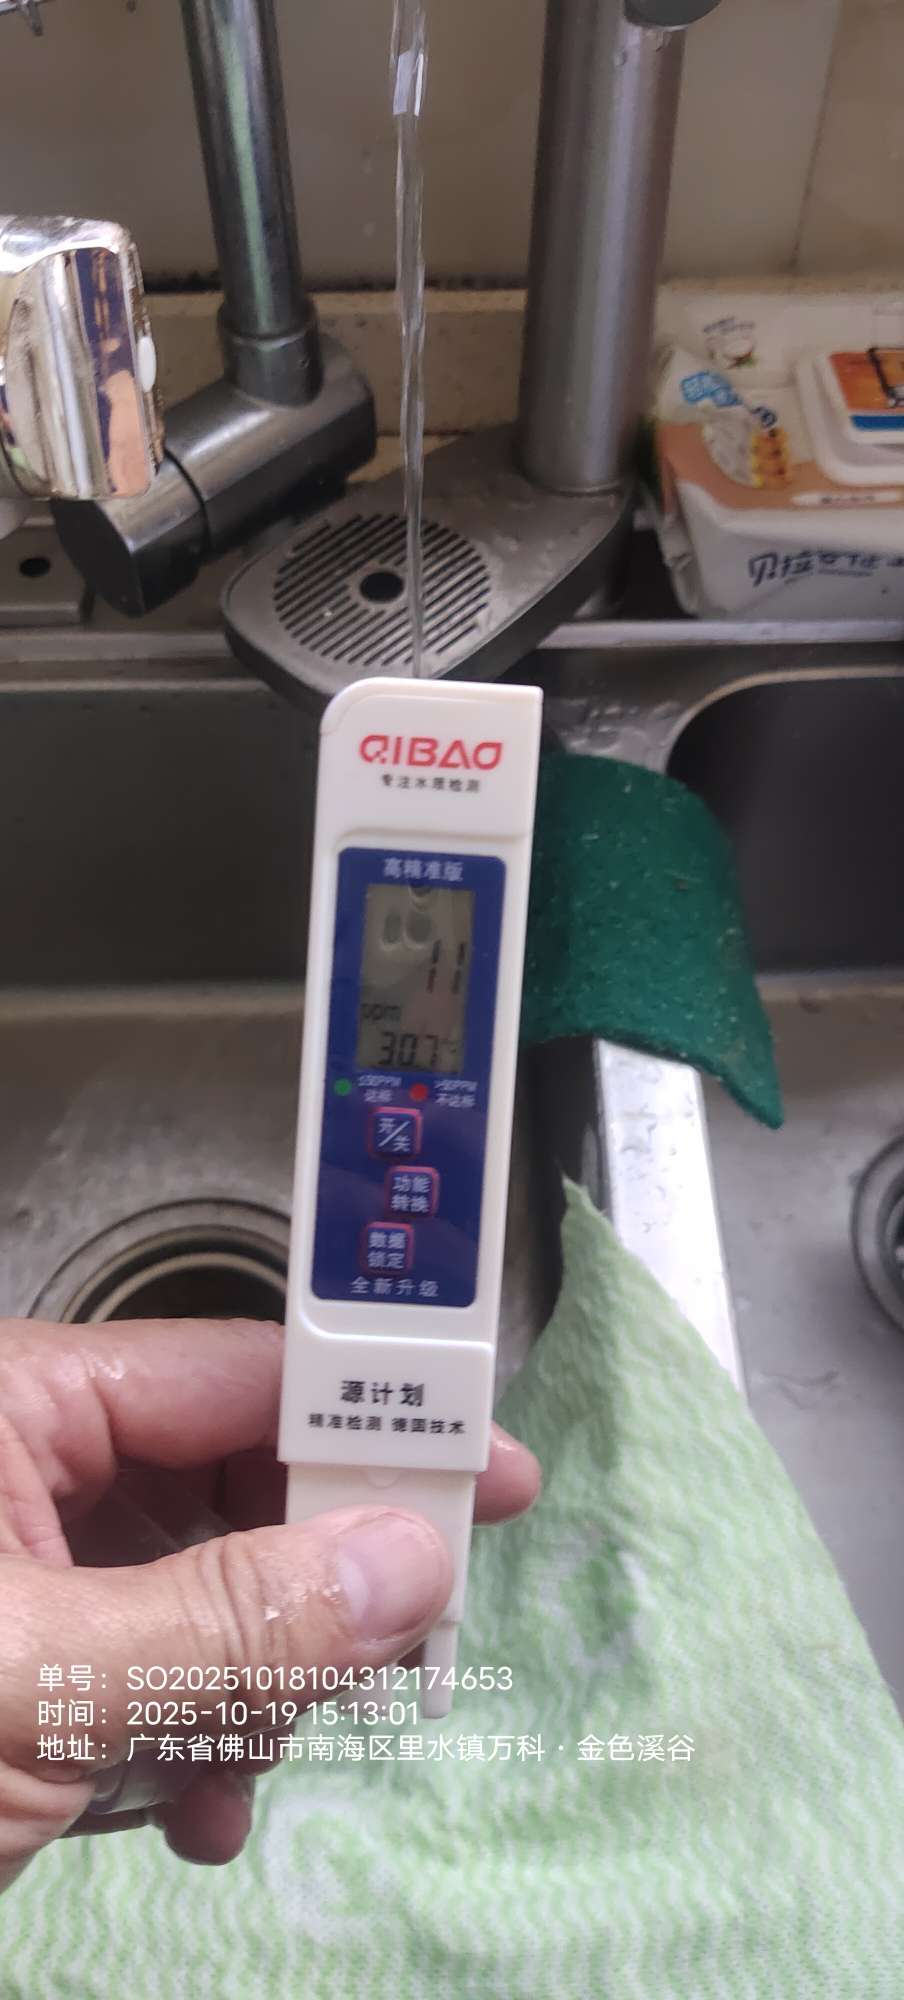 QIBAO
专注水质检测
高精准版
11
ppm
30.7℃
≤50PPM
达标
>50PPM
不达标
开/关
功能
转换
数据
锁定
全新升级
源计划
精准检测 德国技术
单号：SO20251018104312174653
时间：2025-10-19 15:13:01
地址：广东省佛山市南海区里水镇万科·金色溪谷